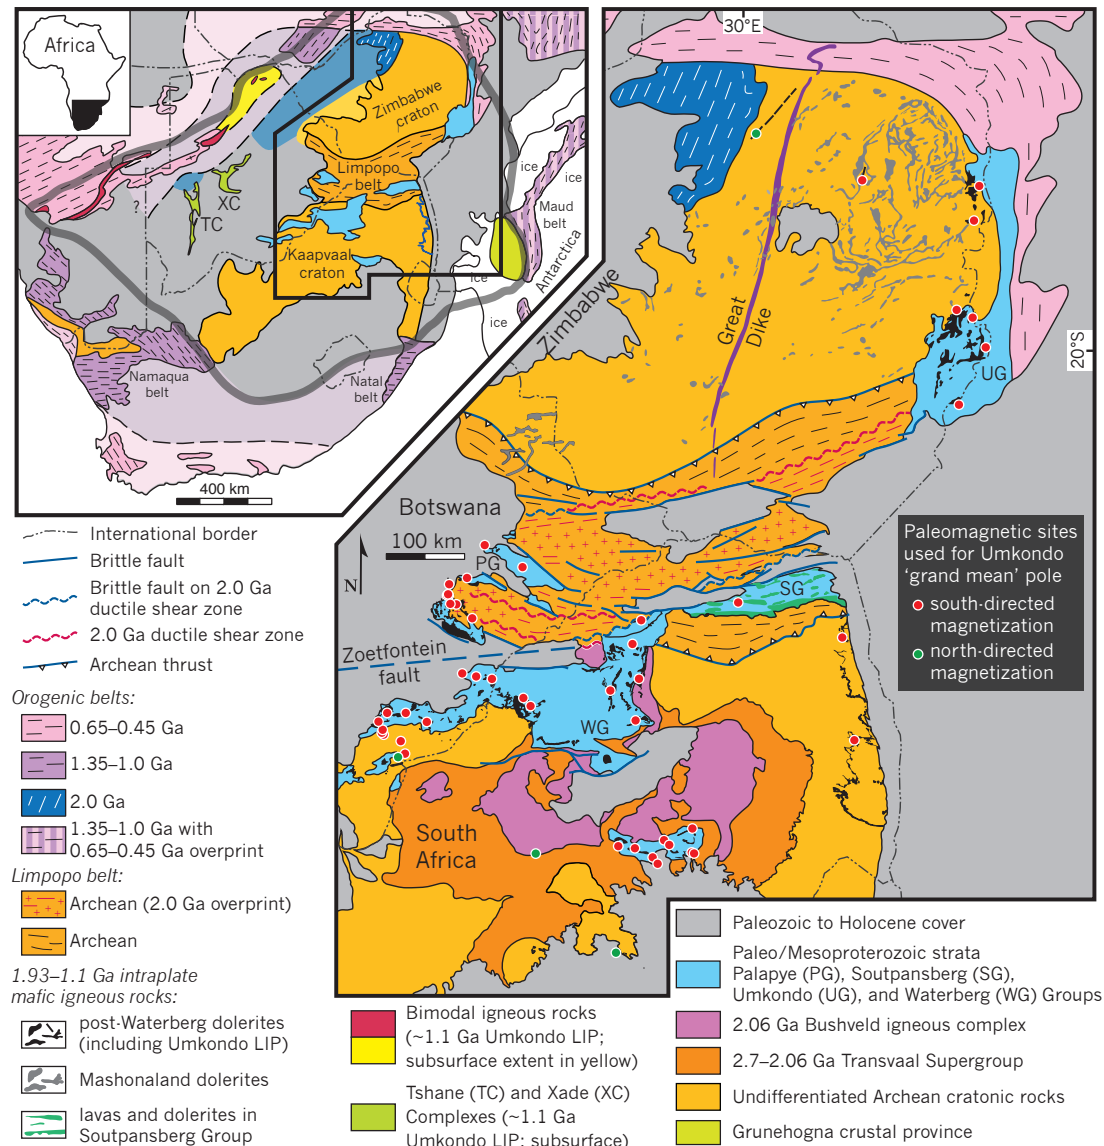 Africa
Zimbabwe
craton
Limpopo
belt
Kaapvaal
craton
XC
TC
?
ice
ice
Maud
belt
Antarctica
ice
ice
Namaqua
belt
Natal
belt
400 km
30°E
20°S
Great
Dike
Zimbabwe
UG
Botswana
100 km
N
PG
SG
Zoetfontein
fault
WG
South
Africa
Paleomagnetic sites
used for Umkondo
‘grand mean’ pole
south-directed
magnetization
north-directed
magnetization
International border
Brittle fault
Brittle fault on 2.0 Ga
ductile shear zone
2.0 Ga ductile shear zone
Archean thrust
Orogenic belts:
0.65–0.45 Ga
1.35–1.0 Ga
2.0 Ga
1.35–1.0 Ga with
0.65–0.45 Ga overprint
Limpopo belt:
Archean (2.0 Ga overprint)
Archean
1.93–1.1 Ga intraplate
mafic igneous rocks:
post-Waterberg dolerites
(including Umkondo LIP)
Mashonaland dolerites
lavas and dolerites in
Soutpansberg Group
Bimodal igneous rocks
(~1.1 Ga Umkondo LIP;
subsurface extent in yellow)
Tshane (TC) and Xade (XC)
Complexes (~1.1 Ga
Umkondo LIP; subsurface)
Paleozoic to Holocene cover
Paleo/Mesoproterozoic strata
Palapye (PG), Soutpansberg (SG),
Umkondo (UG), and Waterberg (WG) Groups
2.06 Ga Bushveld igneous complex
2.7–2.06 Ga Transvaal Supergroup
Undifferentiated Archean cratonic rocks
Grunehogna crustal province